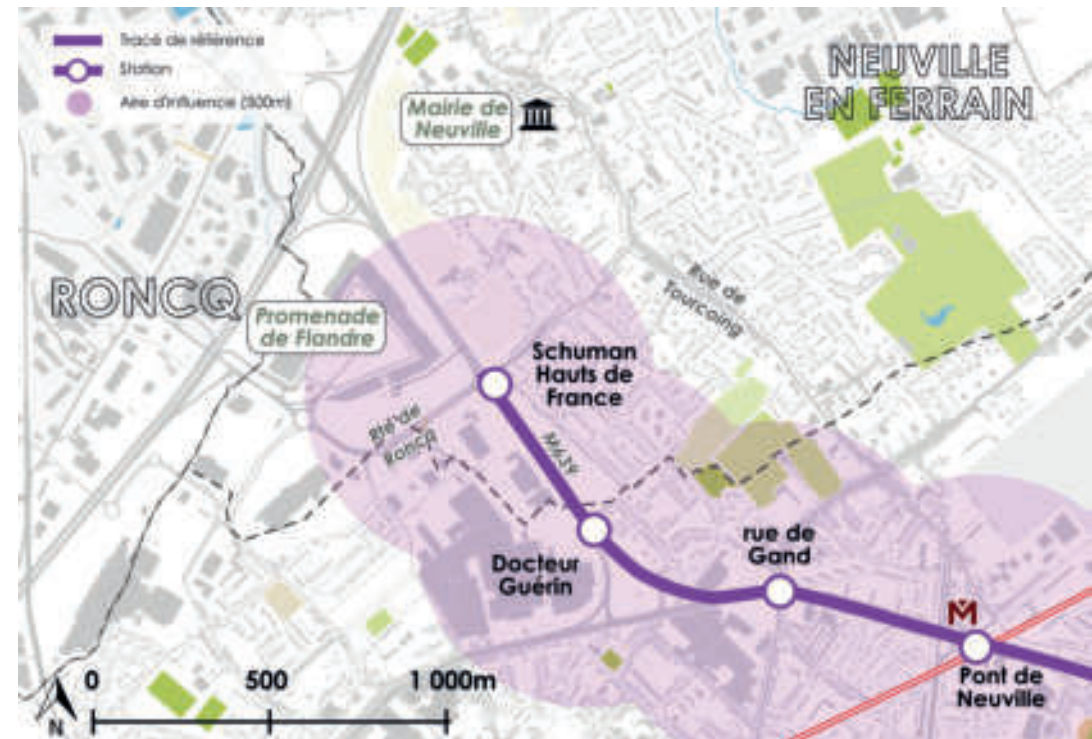 Tracé de référence
Station
Aire d'influence (500m)
Mairie de
Neuville
NEUVILLE
EN FERRAIN
RONCQ
Promenade
de Flandre
Rue de
Tourcoing
Schuman
Hauts de
France
Bté de
Roncq
M639
Docteur
Guérin
rue de
Gand
M
Pont de
Neuville
0 500 1 000m
N